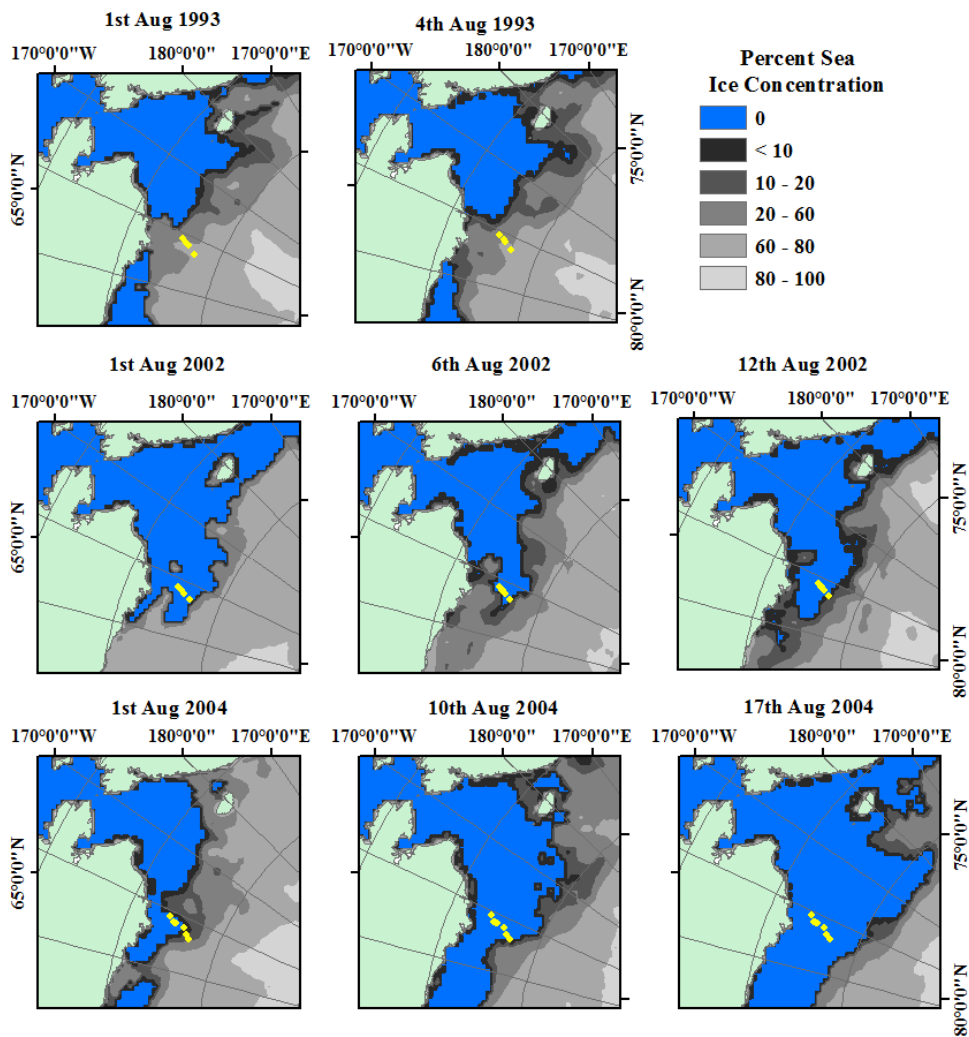 1st Aug 1993
4th Aug 1993
170°0'0"W 180°0'0" 170°0'0"E
170°0'0"W 180°0'0" 170°0'0"E
65°0'0"N
75°0'0"N
80°0'0"N
Percent Sea
Ice Concentration
0
< 10
10 - 20
20 - 60
60 - 80
80 - 100
1st Aug 2002
6th Aug 2002
12th Aug 2002
170°0'0"W 180°0'0" 170°0'0"E
170°0'0"W 180°0'0" 170°0'0"E
170°0'0"W 180°0'0" 170°0'0"E
65°0'0"N
75°0'0"N
80°0'0"N
1st Aug 2004
10th Aug 2004
17th Aug 2004
170°0'0"W 180°0'0" 170°0'0"E
170°0'0"W 180°0'0" 170°0'0"E
170°0'0"W 180°0'0" 170°0'0"E
65°0'0"N
75°0'0"N
80°0'0"N